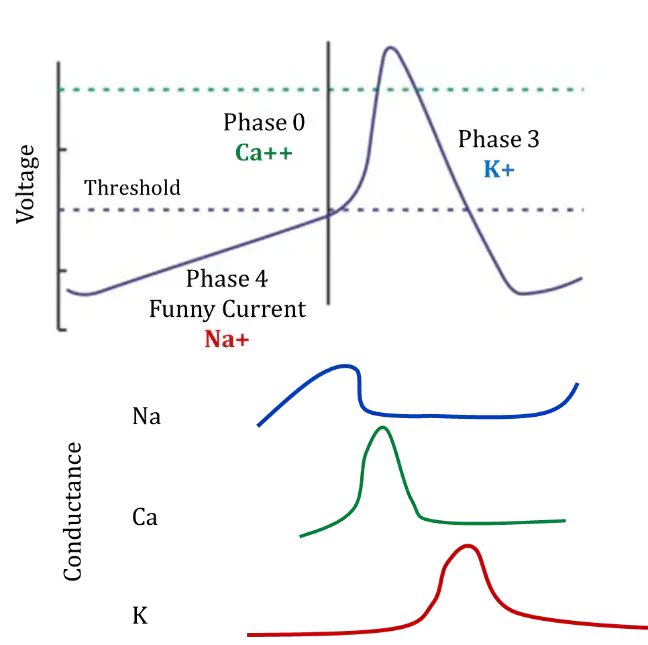 Phase 0
Ca++
Phase 3
K+
Voltage
Threshold
Phase 4
Funny Current
Na+
Conductance
Na
Ca
K